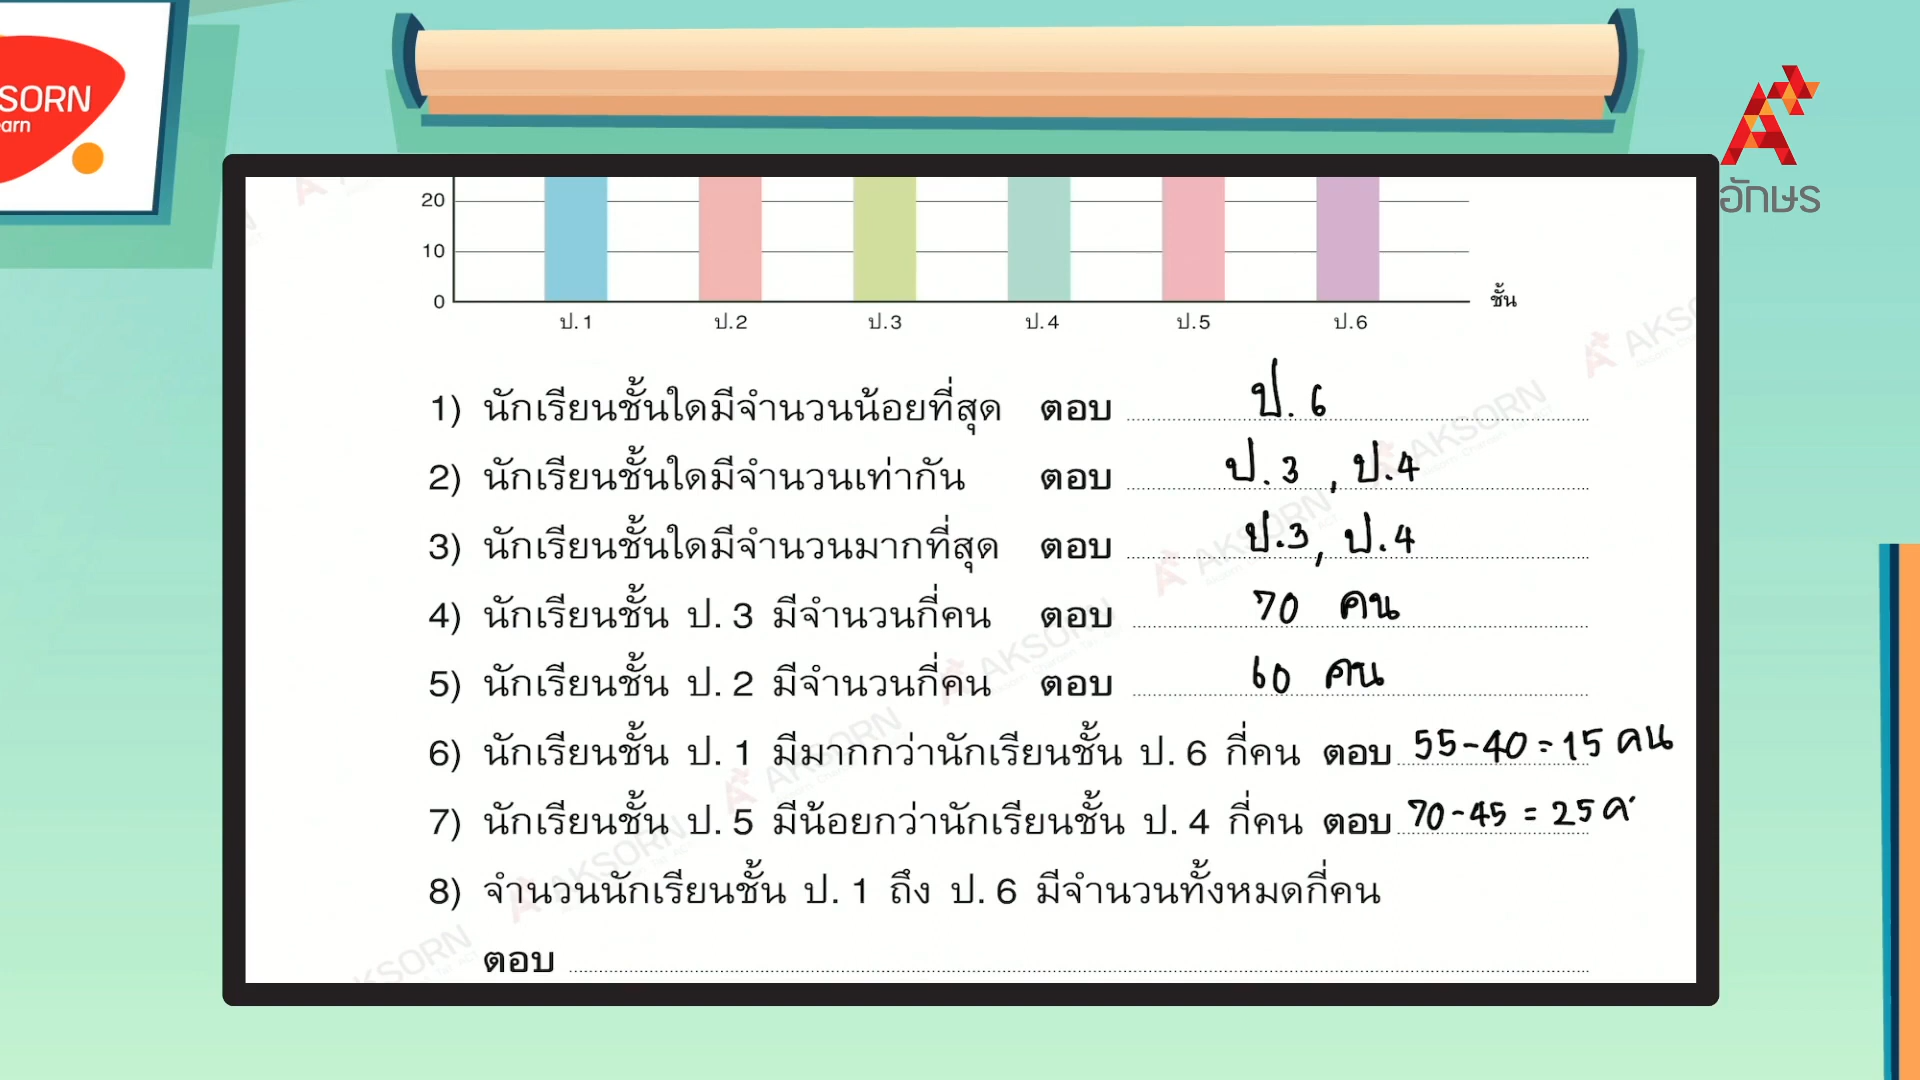 SORN
arn
อักษร
20
10
0
ชั้น
ป.1 ป.2 ป.3 ป.4 ป.5 ป.6
1) นักเรียนชั้นใดมีจำนวนน้อยที่สุด ตอบ ป.6
2) นักเรียนชั้นใดมีจำนวนเท่ากัน ตอบ ป.3 , ป.4
3) นักเรียนชั้นใดมีจำนวนมากที่สุด ตอบ ป.3, ป.4
4) นักเรียนชั้น ป. 3 มีจำนวนกี่คน ตอบ 70 คน
5) นักเรียนชั้น ป. 2 มีจำนวนกี่คน ตอบ 60 คน
6) นักเรียนชั้น ป. 1 มีมากกว่านักเรียนชั้น ป. 6 กี่คน ตอบ 55-40 = 15 คน
7) นักเรียนชั้น ป. 5 มีน้อยกว่านักเรียนชั้น ป. 4 กี่คน ตอบ 70-45 = 25 ค
8) จำนวนนักเรียนชั้น ป. 1 ถึง ป. 6 มีจำนวนทั้งหมดกี่คน
ตอบ